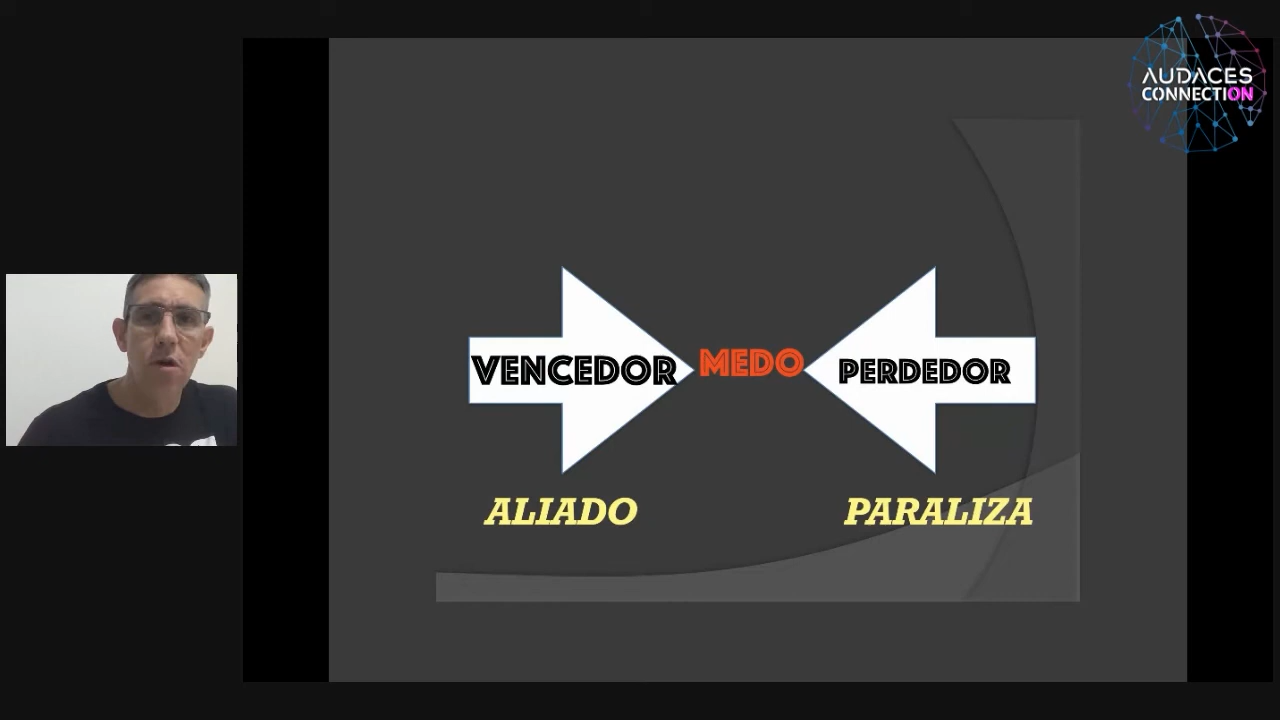 AUDACES
CONNECTION
VENCEDOR MEDO PERDEDOR
ALIADO PARALIZA